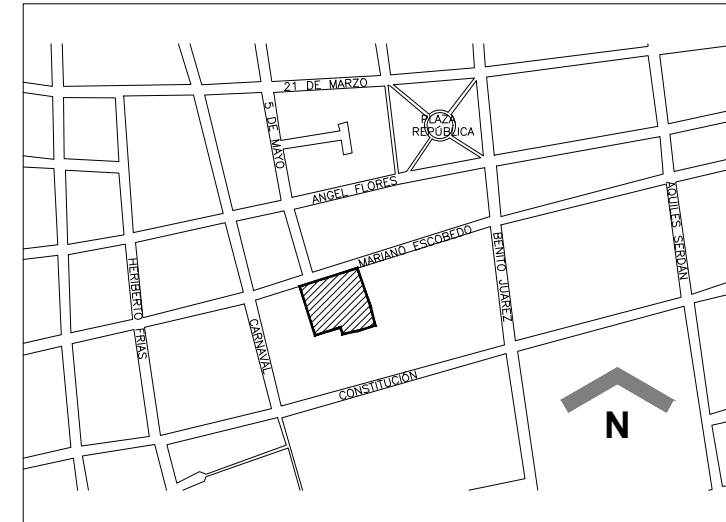 21 DE MARZO
5 DE MAYO
PLAZA
REPÚBLICA
ANGEL FLORES
AQUILES SERDAN
MARIANO ESCOBEDO
BENITO JUAREZ
HERIBERTO FRIAS
CARNAVAL
CONSTITUCIÓN
N